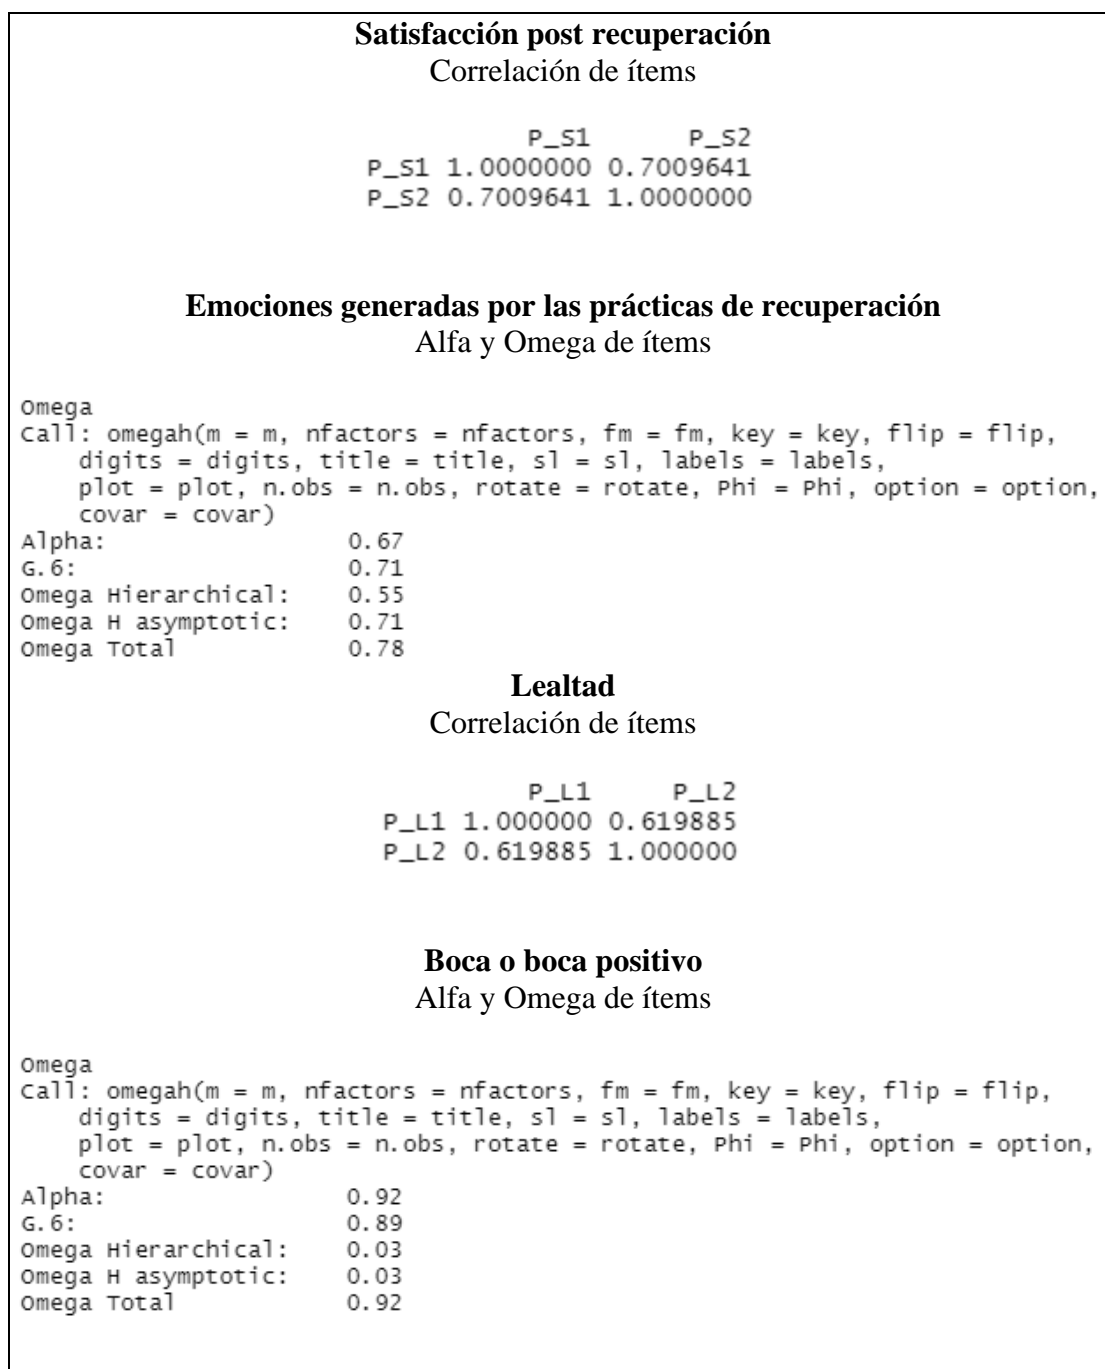 Satisfacción post recuperación
Correlación de ítems
P_S1 P_S2
P_S1 1.0000000 0.7009641
P_S2 0.7009641 1.0000000
Emociones generadas por las prácticas de recuperación
Alfa y Omega de ítems
Omega
Call: omegah(m = m, nfactors = nfactors, fm = fm, key = key, flip = flip,
digits = digits, title = title, sl = sl, labels = labels,
plot = plot, n.obs = n.obs, rotate = rotate, Phi = Phi, option = option,
covar = covar)
Alpha: 0.67
G.6: 0.71
Omega Hierarchical: 0.55
Omega H asymptotic: 0.71
Omega Total 0.78
Lealtad
Correlación de ítems
P_L1 P_L2
P_L1 1.000000 0.619885
P_L2 0.619885 1.000000
Boca o boca positivo
Alfa y Omega de ítems
Omega
Call: omegah(m = m, nfactors = nfactors, fm = fm, key = key, flip = flip,
digits = digits, title = title, sl = sl, labels = labels,
plot = plot, n.obs = n.obs, rotate = rotate, Phi = Phi, option = option,
covar = covar)
Alpha: 0.92
G.6: 0.89
Omega Hierarchical: 0.03
Omega H asymptotic: 0.03
Omega Total 0.92